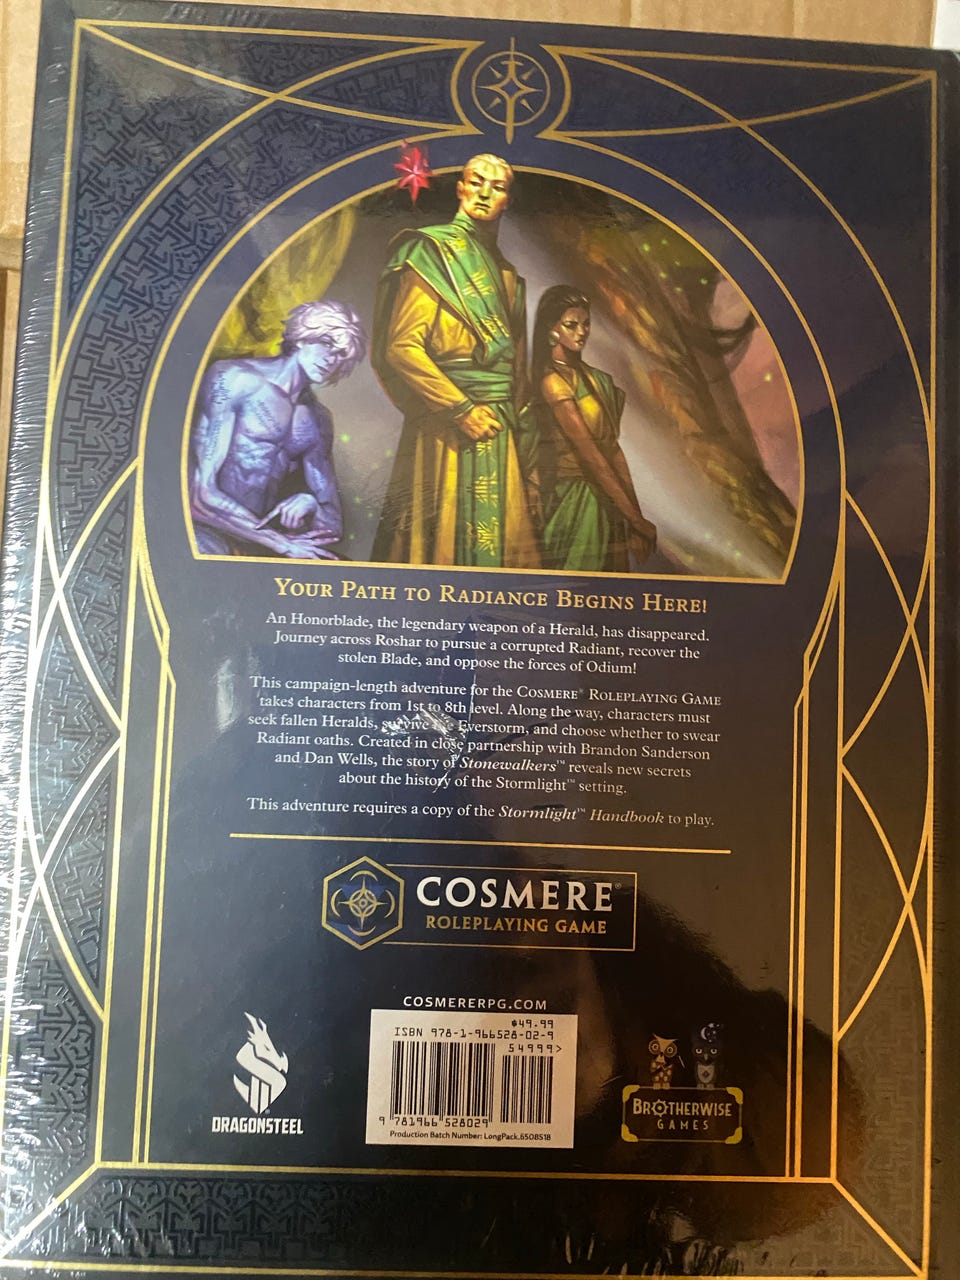 YOUR PATH TO RADIANCE BEGINS HERE!
An Honorblade, the legendary weapon of a Herald, has disappeared.
Journey across Roshar to pursue a corrupted Radiant, recover the
stolen Blade, and oppose the forces of Odium!
This campaign-length adventure for the COSMERE® ROLEPLAYING GAME
takes characters from 1st to 8th level. Along the way, characters must
seek fallen Heralds, survive the Everstorm, and choose whether to swear
Radiant oaths. Created in close partnership with Brandon Sanderson
and Dan Wells, the story of Stonewalkers™ reveals new secrets
about the history of the Stormlight™ setting.
This adventure requires a copy of the Stormlight™ Handbook to play.
COSMERE®
ROLEPLAYING GAME
COSMERERPG.COM
$49.99
ISBN 978-1-966528-02-9
54999>
9 781966 528029
Production Batch Number: LongPack.6508518
DRAGONSTEEL
BROTHERWISE
GAMES